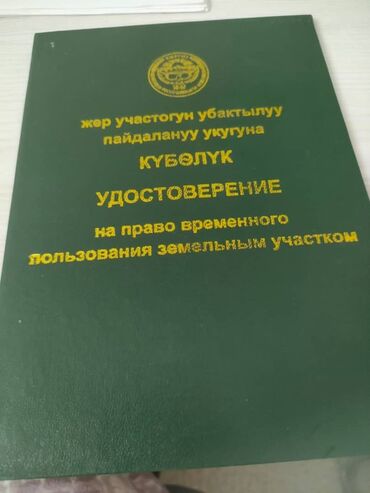 жер участогун убактылуу
пайдалануу укугуна
КҮБӨЛҮК
УДОСТОВЕРЕНИЕ
на право временного
пользования земельным участком